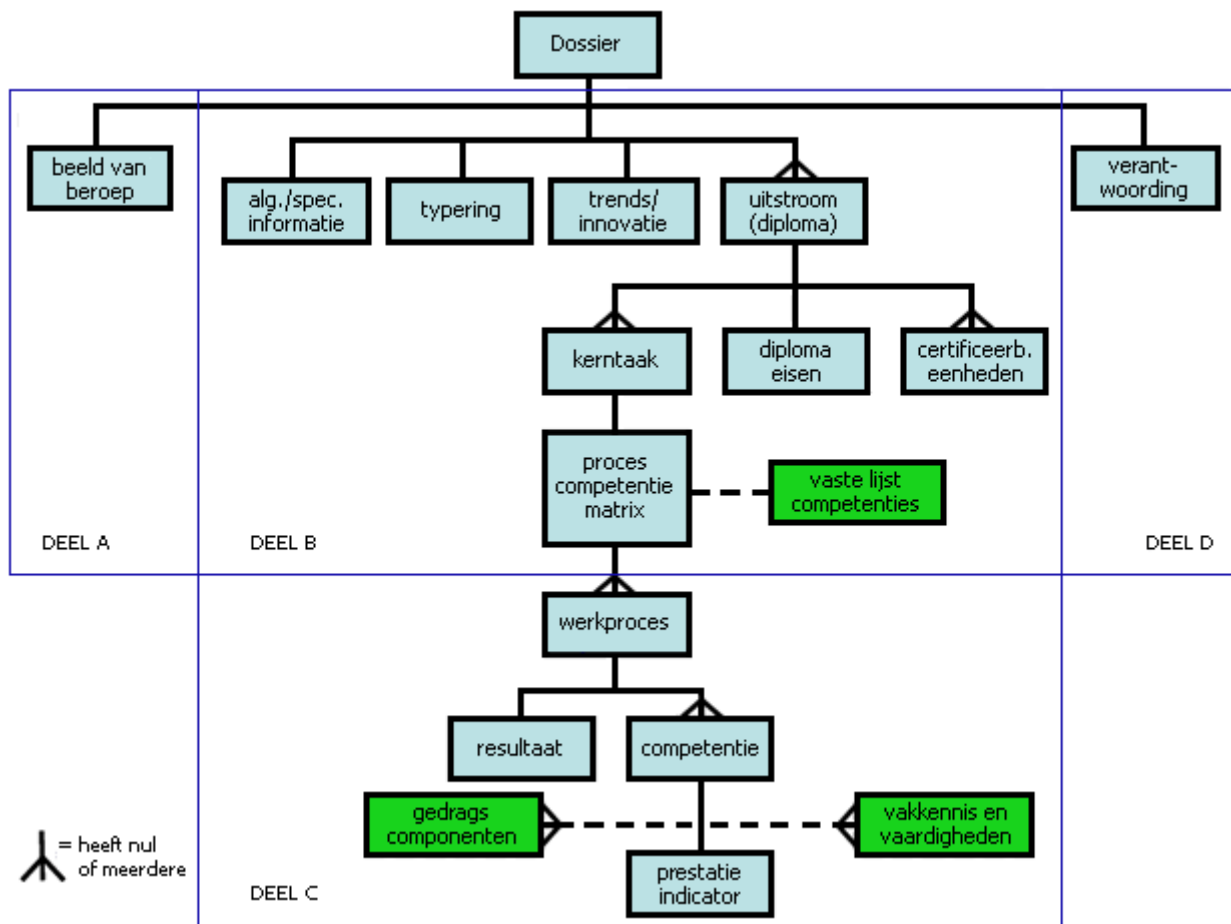 Dossier
beeld van
beroep
alg./spec.
informatie
typering
trends/
innovatie
uitstroom
(diploma)
verant-
woording
kerntaak
diploma
eisen
certificeerb.
eenheden
proces
competentie
matrix
vaste lijst
competenties
DEEL A
DEEL B
DEEL D
werkproces
resultaat
competentie
gedrags
componenten
vakkennis en
vaardigheden
= heeft nul
of meerdere
prestatie
indicator
DEEL C